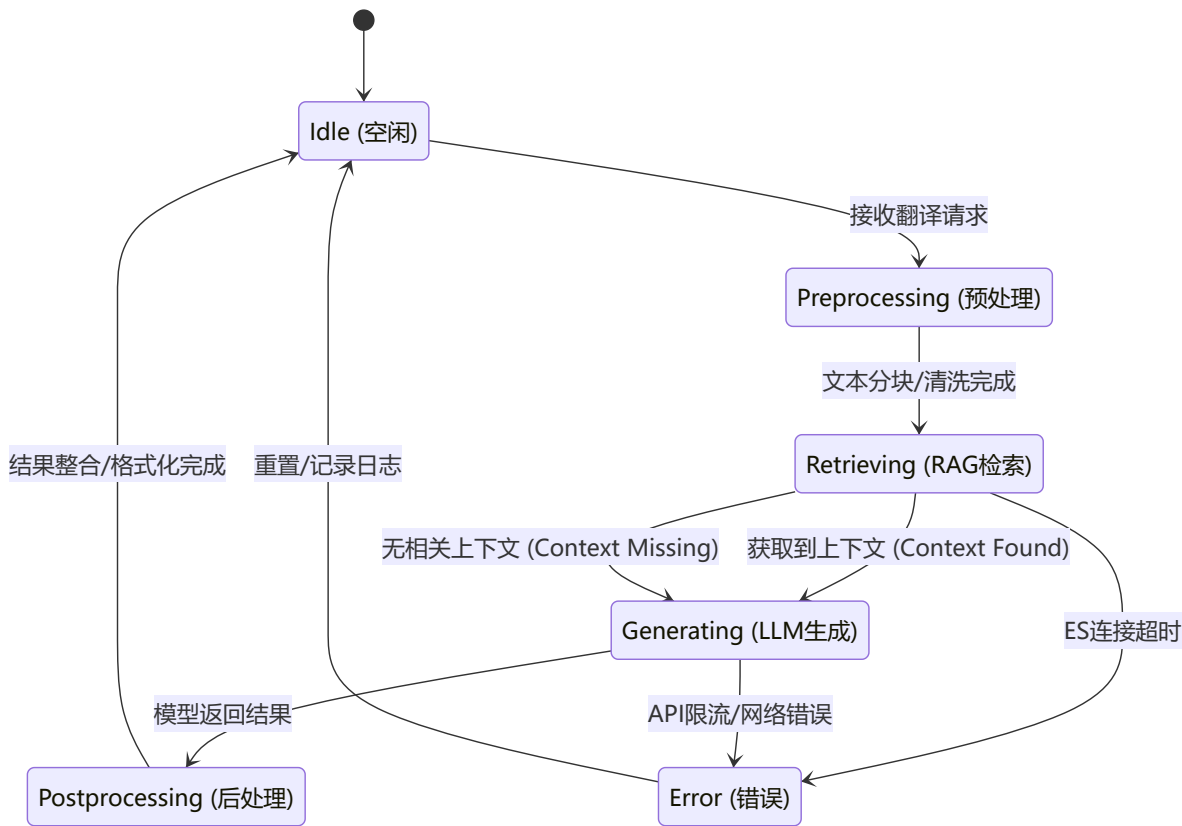 Idle (空闲)
接收翻译请求
Preprocessing (预处理)
文本分块/清洗完成
结果整合/格式化完成
重置/记录日志
Retrieving (RAG检索)
无相关上下文 (Context Missing)
获取到上下文 (Context Found)
Generating (LLM生成)
ES连接超时
模型返回结果
API限流/网络错误
Postprocessing (后处理)
Error (错误)